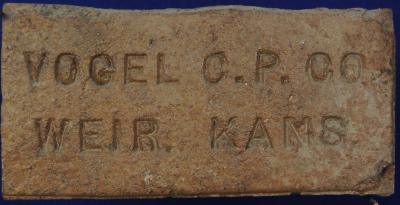 VOGEL C.P. CO
WEIR. KANS.